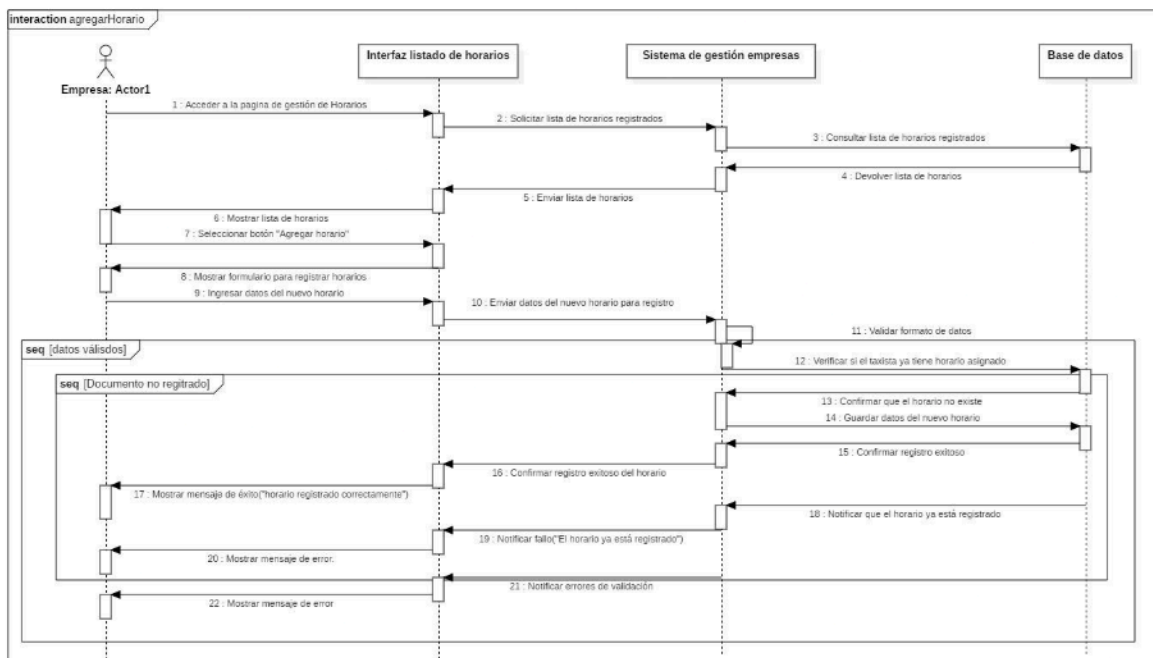 interaction agregarHorario
Interfaz listado de horarios
Sistema de gestión empresas
Base de datos
Empresa: Actor1
1 : Acceder a la pagina de gestión de Horarios
2 : Solicitar lista de horarios registrados
3 : Consultar lista de horarios registrados
4 : Devolver lista de horarios
5 : Enviar lista de horarios
6 : Mostrar lista de horarios
7 : Seleccionar botón "Agregar horario"
8 : Mostrar formulario para registrar horarios
9 : Ingresar datos del nuevo horario
10 : Enviar datos del nuevo horario para registro
11 : Validar formato de datos
seq [datos válisdos]
12 : Verificar si el taxista ya tiene horario asignado
seq [Documento no regitrado]
13 : Confirmar que el horario no existe
14 : Guardar datos del nuevo horario
15 : Confirmar registro exitoso
16 : Confirmar registro exitoso del horario
17 : Mostrar mensaje de éxito("horario registrado correctamente")
18 : Notificar que el horario ya está registrado
19 : Notificar fallo("El horario ya está registrado")
20 : Mostrar mensaje de error.
21 : Notificar errores de validación
22 : Mostrar mensaje de error